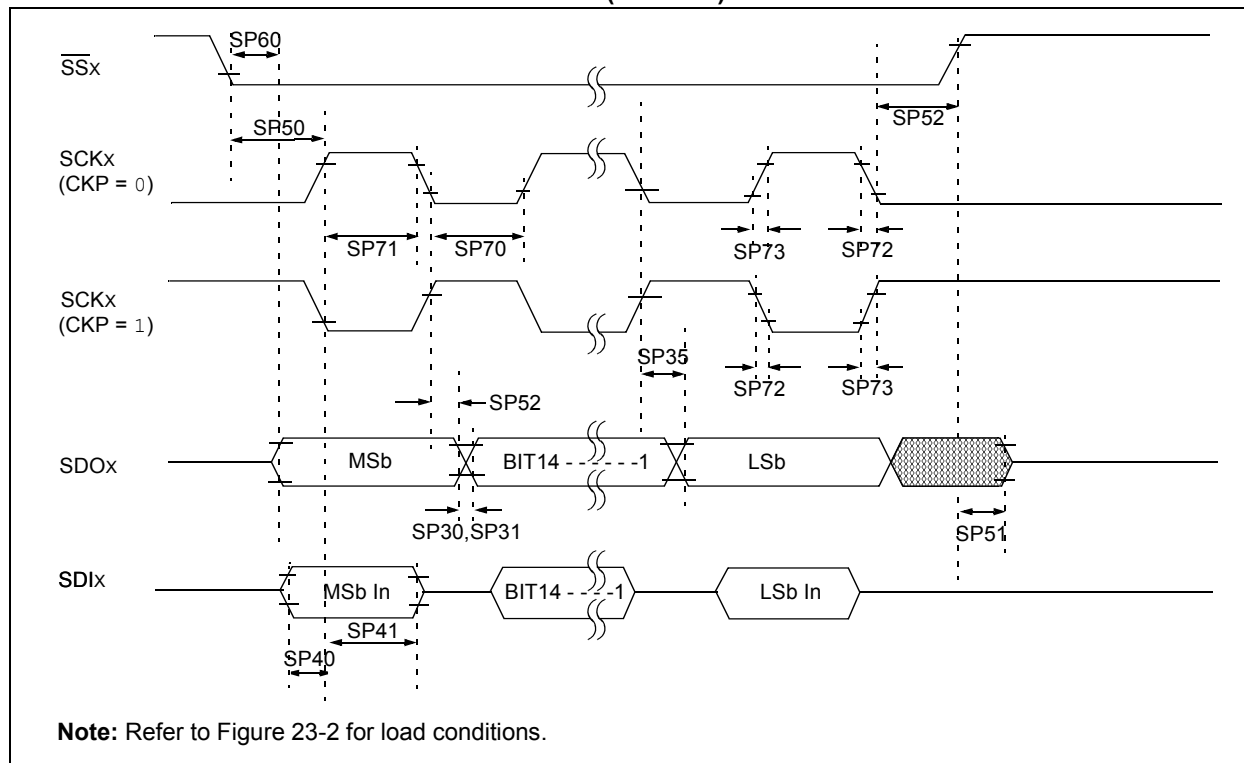 SP60
SSx
SP50
SP52
SCKx
(CKP = 0)
SP71
SP70
SP73
SP72
SCKx
(CKP = 1)
SP35
SP72
SP73
SP52
SDOx
MSb
BIT14 - - - - - -1
LSb
SP30,SP31
SP51
SDIx
MSb In
BIT14 - - - -1
LSb In
SP41
SP40
Note: Refer to Figure 23-2 for load conditions.